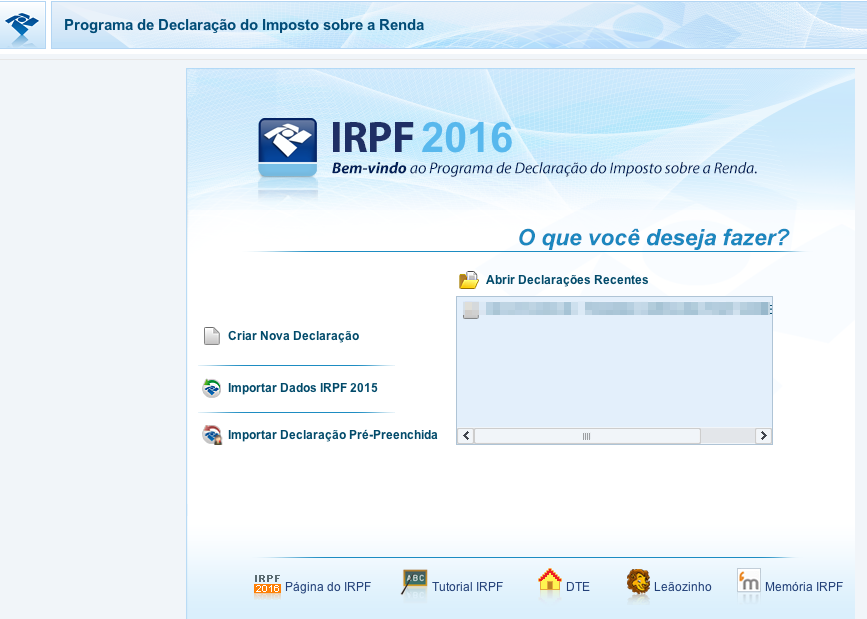 Programa de Declaração do Imposto sobre a Renda
IRPF 2016
Bem-vindo ao Programa de Declaração do Imposto sobre a Renda.
O que você deseja fazer?
Abrir Declarações Recentes
Criar Nova Declaração
Importar Dados IRPF 2015
Importar Declaração Pré-Preenchida
IRPF
2016
Página do IRPF
ABC
Tutorial IRPF
DTE
Leãozinho
m
Memória IRPF